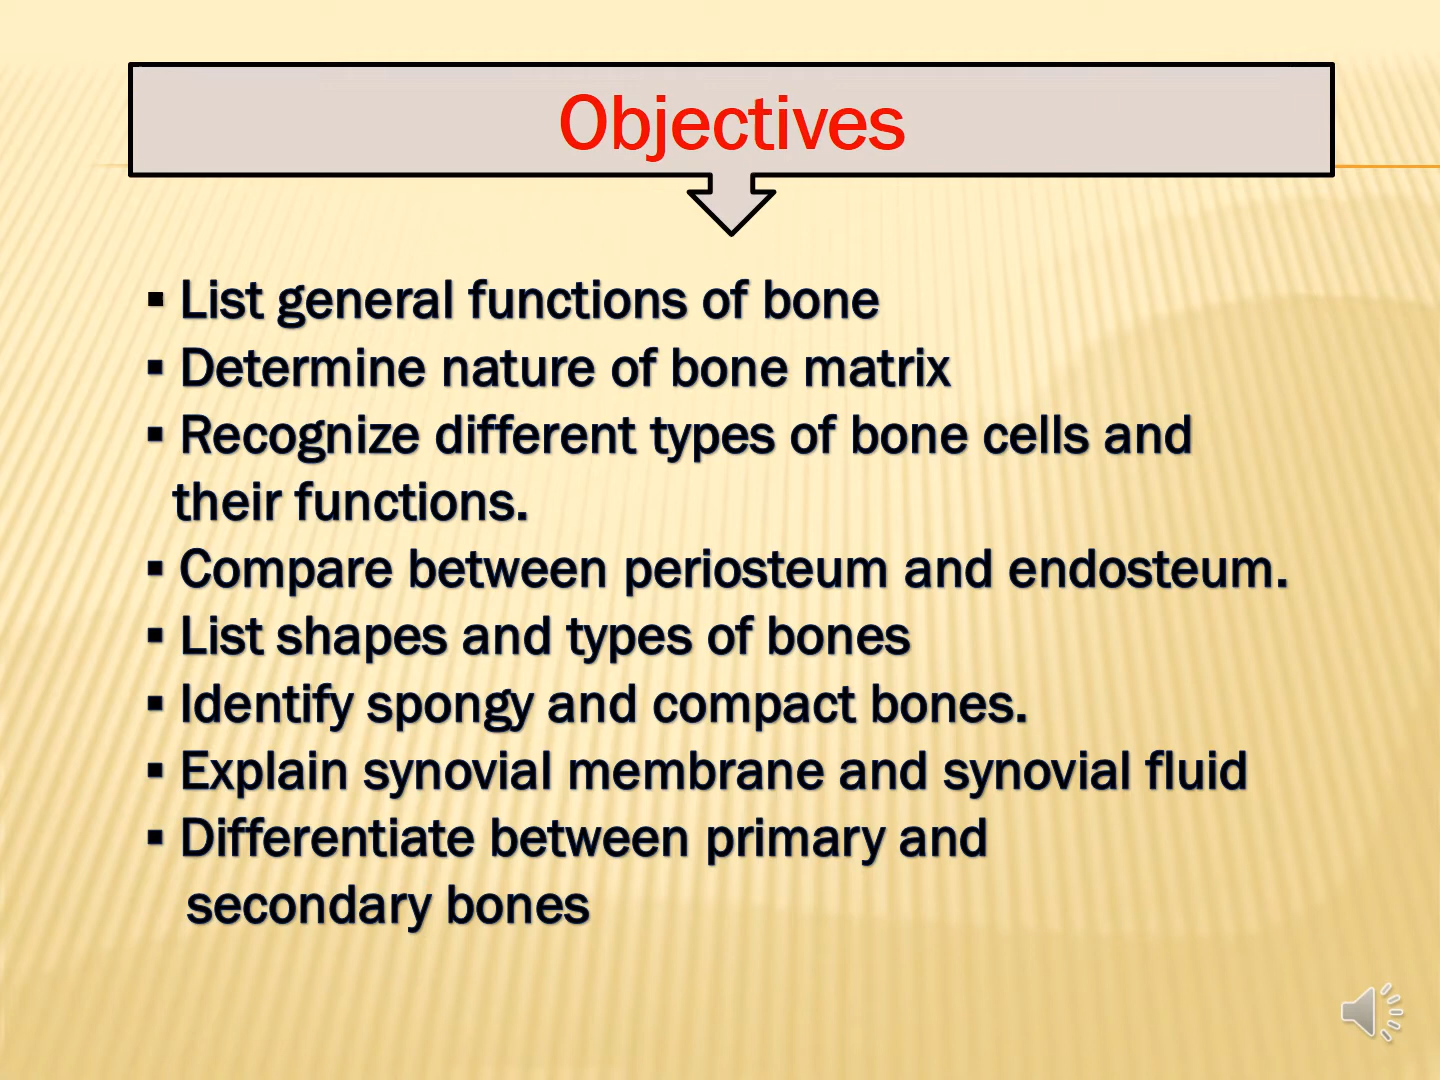 Objectives
▪ List general functions of bone
▪ Determine nature of bone matrix
▪ Recognize different types of bone cells and
their functions.
▪ Compare between periosteum and endosteum.
▪ List shapes and types of bones
▪ Identify spongy and compact bones.
▪ Explain synovial membrane and synovial fluid
▪ Differentiate between primary and
secondary bones